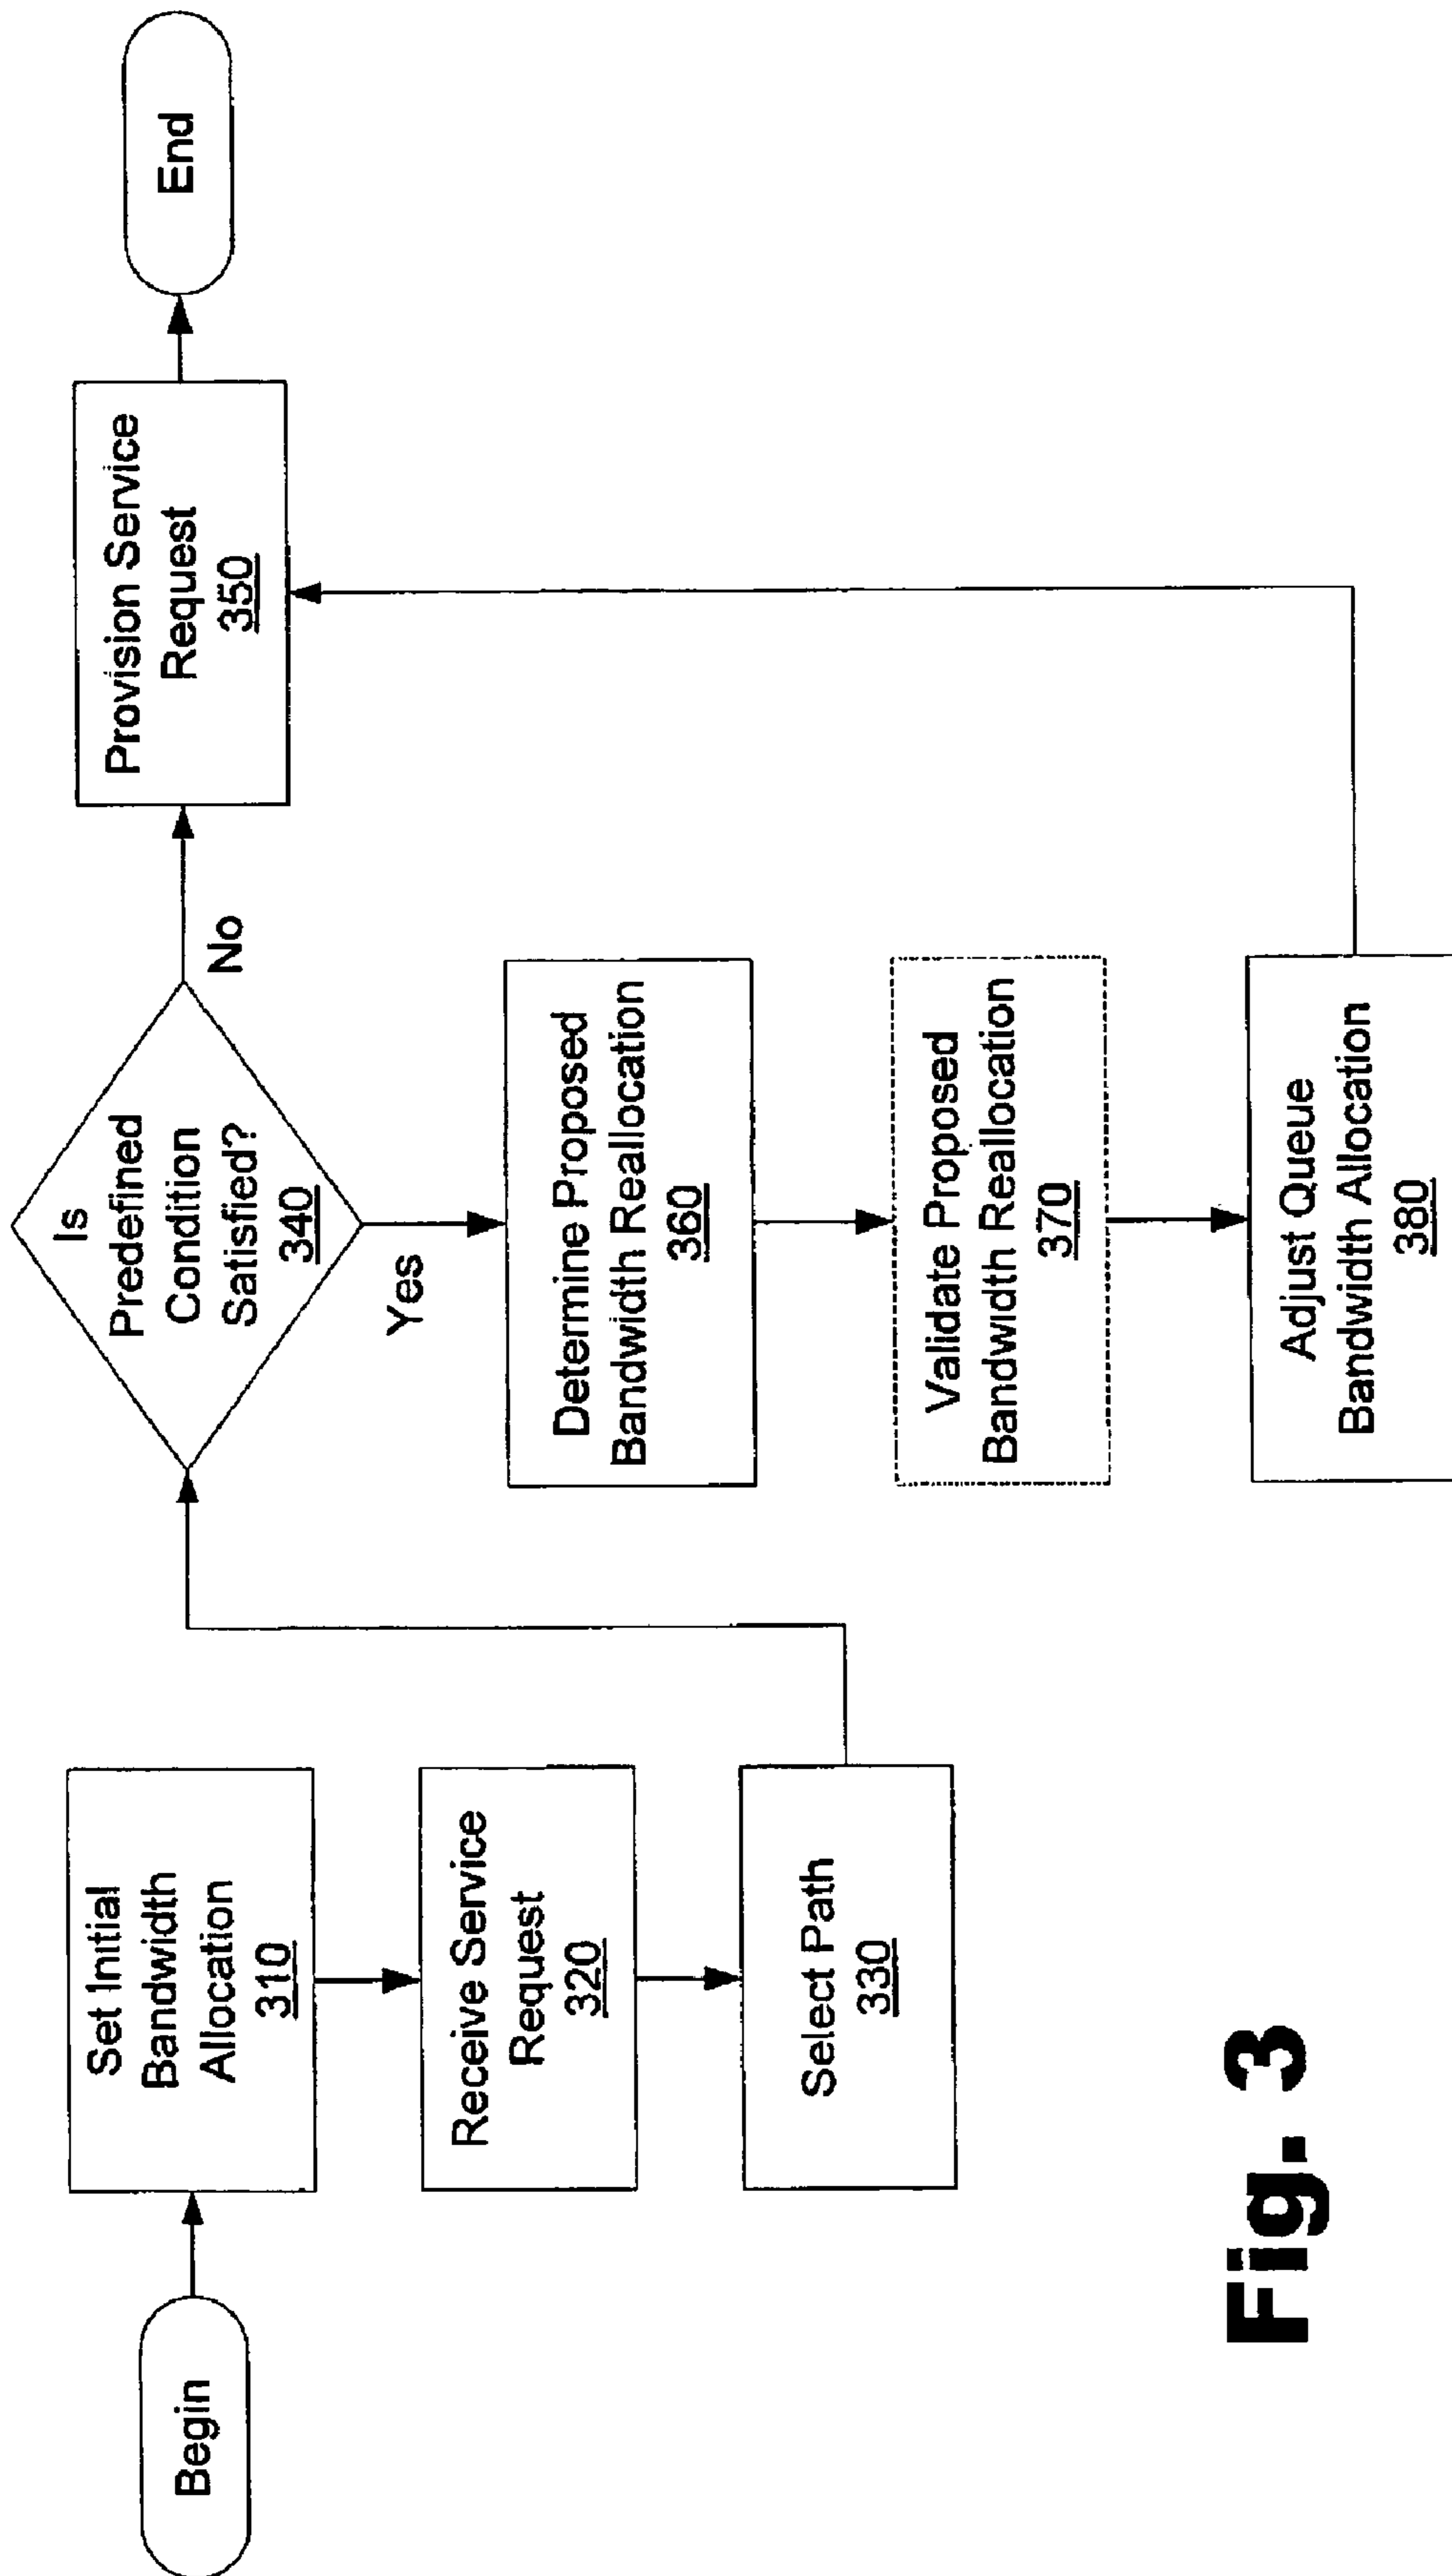 Begin
Set Initial
Bandwidth
Allocation
310
Receive Service
Request
320
Select Path
330
Is
Predefined
Condition
Satisfied?
340
No
Yes
Provision Service
Request
350
End
Determine Proposed
Bandwidth Reallocation
360
Validate Proposed
Bandwidth Reallocation
370
Adjust Queue
Bandwidth Allocation
380
Fig. 3